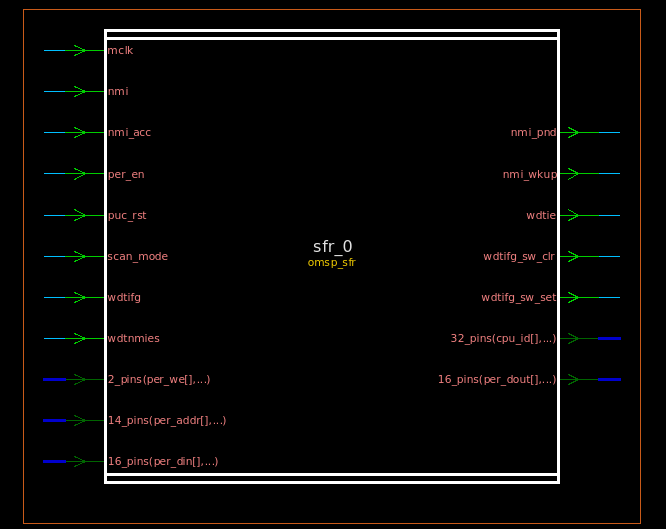 mclk
nmi
nmi_acc
nmi_pnd
per_en
nmi_wkup
puc_rst
wdtie
sfr_0
scan_mode
wdtifg_sw_clr
omsp_sfr
wdtifg
wdtifg_sw_set
wdtnmies
32_pins(cpu_id[],...)
2_pins(per_we[],...)
16_pins(per_dout[],...)
14_pins(per_addr[],...)
16_pins(per_din[],...)